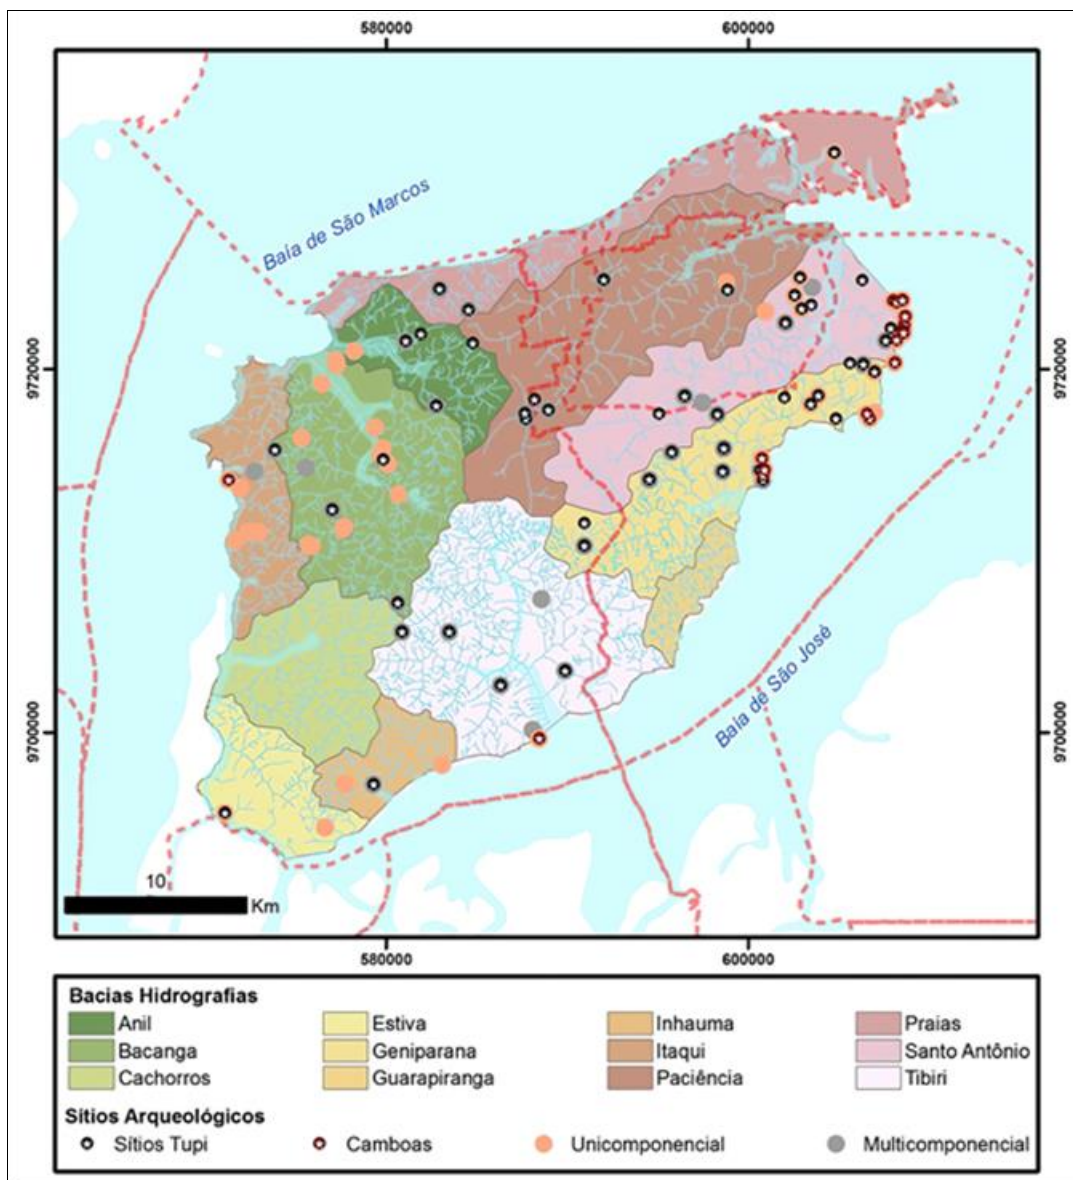 580000 600000
Baía de São Marcos
9720000 9720000
9700000 9700000
Baía de São José
10
Km
580000 600000
Bacias Hidrografias
Anil Estiva Inhauma Praias
Bacanga Geniparana Itaqui Santo Antônio
Cachorros Guarapiranga Paciência Tibiri
Sítios Arqueológicos
Sítios Tupi Camboas Unicomponencial Multicomponencial